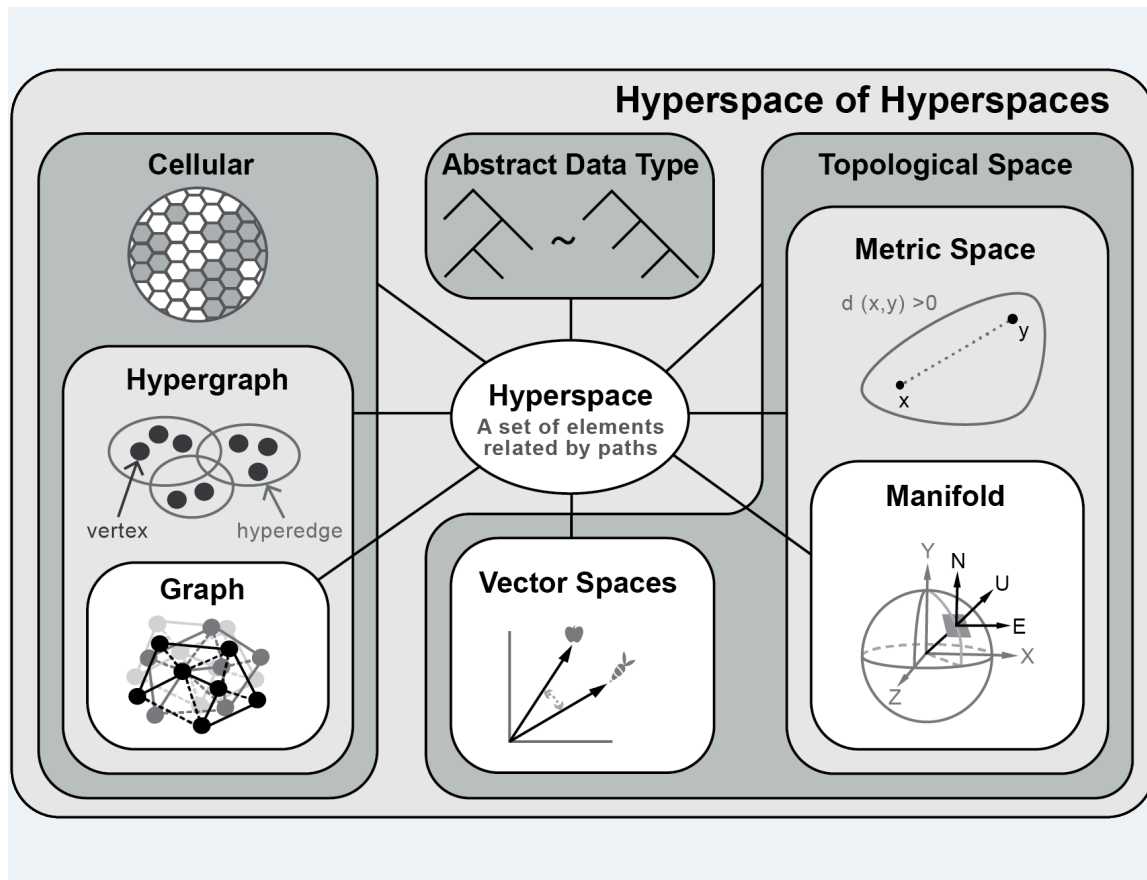 Hyperspace of Hyperspaces
Cellular
Hypergraph
vertex
hyperedge
Graph
Abstract Data Type
~
Hyperspace
A set of elements
related by paths
Vector Spaces
Topological Space
Metric Space
d (x,y) >0
y
x
Manifold
Y
N
U
E
X
Z